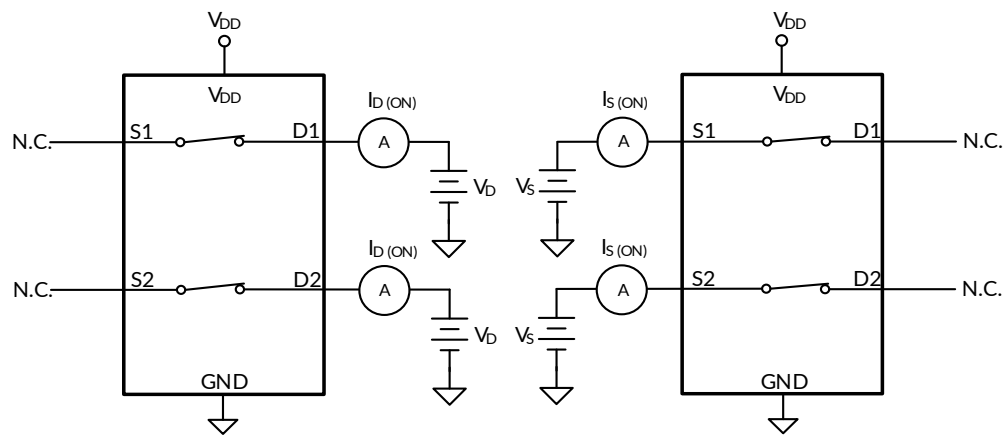 VDD
VDD
N.C.
S1
D1
ID (ON)
A
VD
N.C.
S2
D2
ID (ON)
A
VD
GND
VDD
VDD
IS (ON)
A
S1
D1
N.C.
VS
IS (ON)
A
S2
D2
N.C.
VS
GND